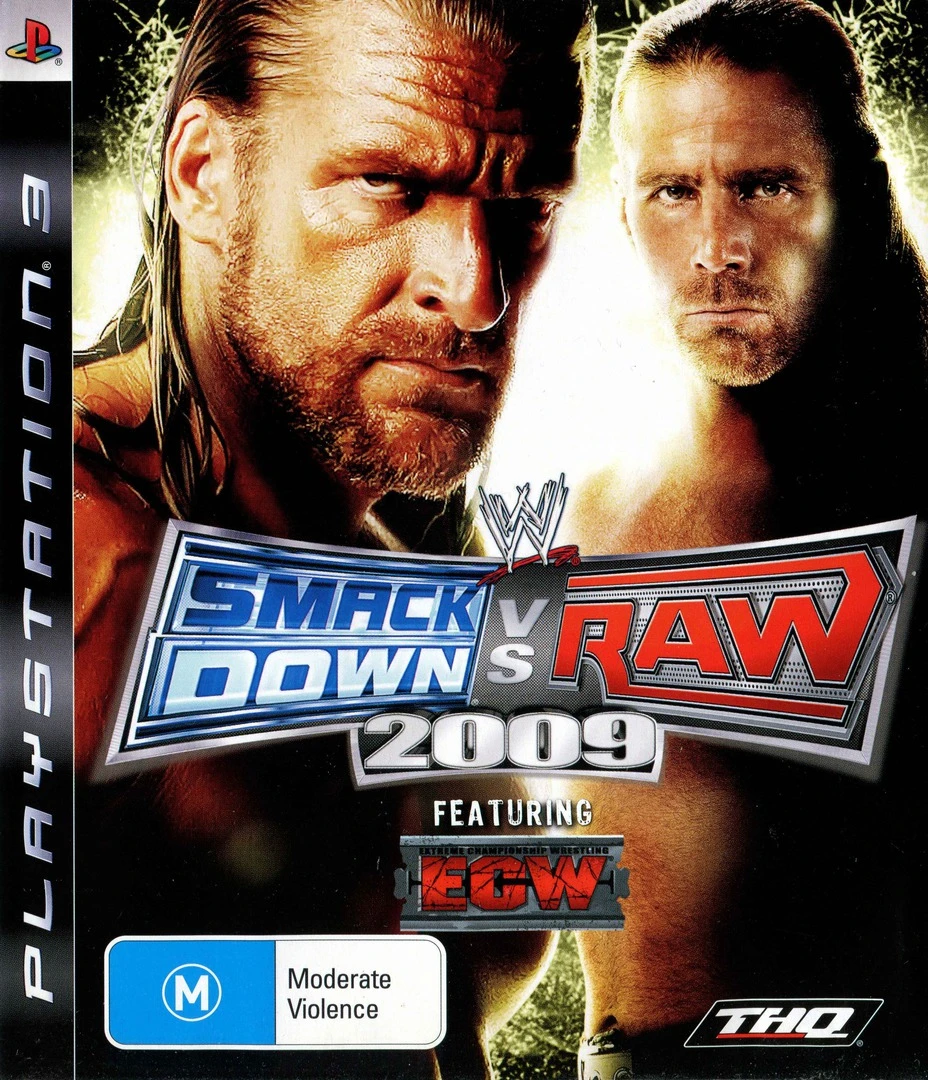 PLAYSTATION 3
W
SMACK
DOWN
VS
RAW
2009
FEATURING
EXTREME CHAMPIONSHIP WRESTLING
ECW
M
Moderate
Violence
THQ